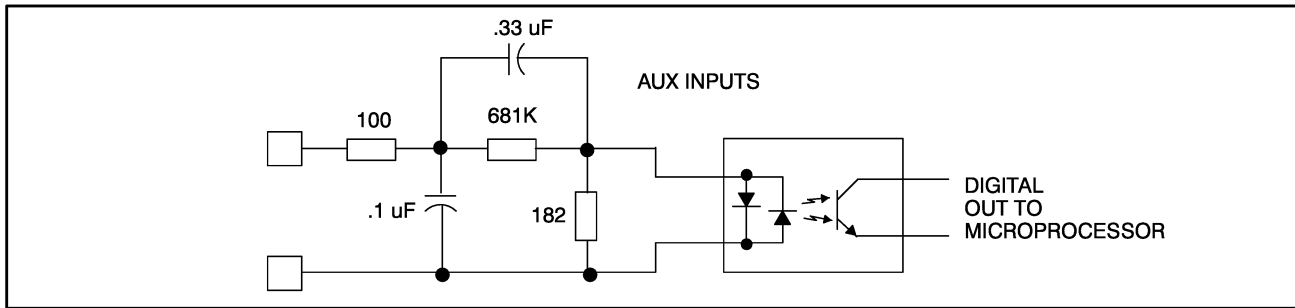 .33 uF
AUX INPUTS
100
681K
.1 uF
182
DIGITAL
OUT TO
MICROPROCESSOR